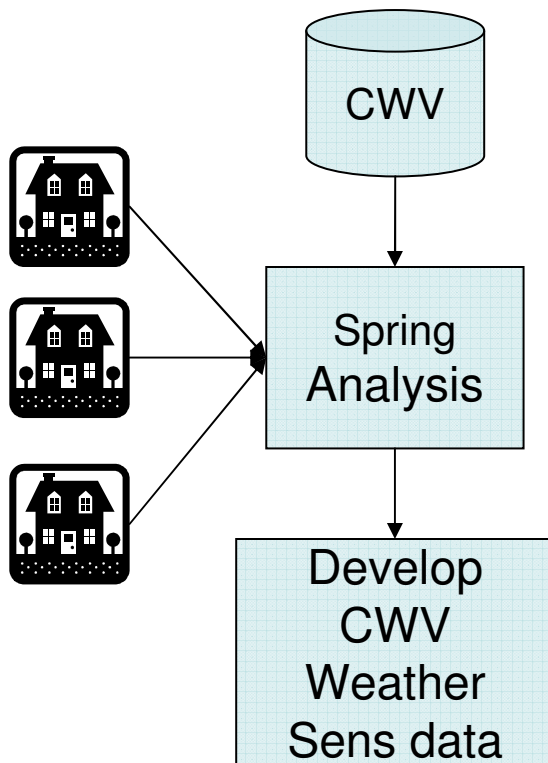 CWV
Spring
Analysis
Develop
CWV
Weather
Sens data